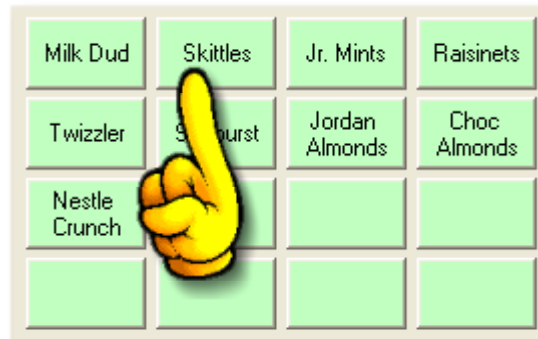 Milk Dud
Skittles
Jr. Mints
Raisinets
Twizzler
Jordan
Almonds
Choc
Almonds
Nestle
Crunch